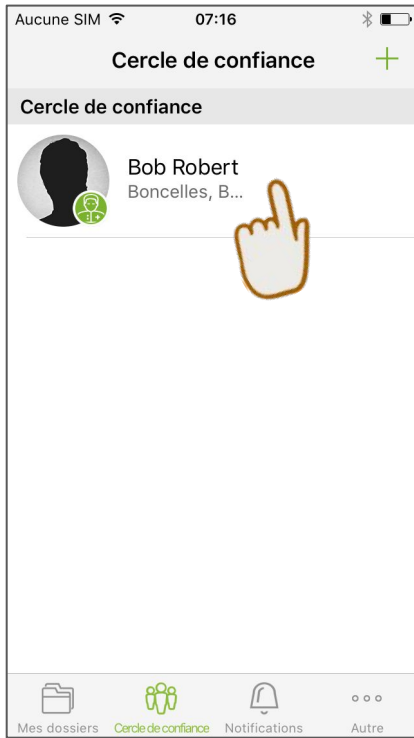 Aucune SIM 07:16
Cercle de confiance +
Cercle de confiance
Bob Robert
Boncelles, B...
Mes dossiers Cercle de confiance Notifications Autre